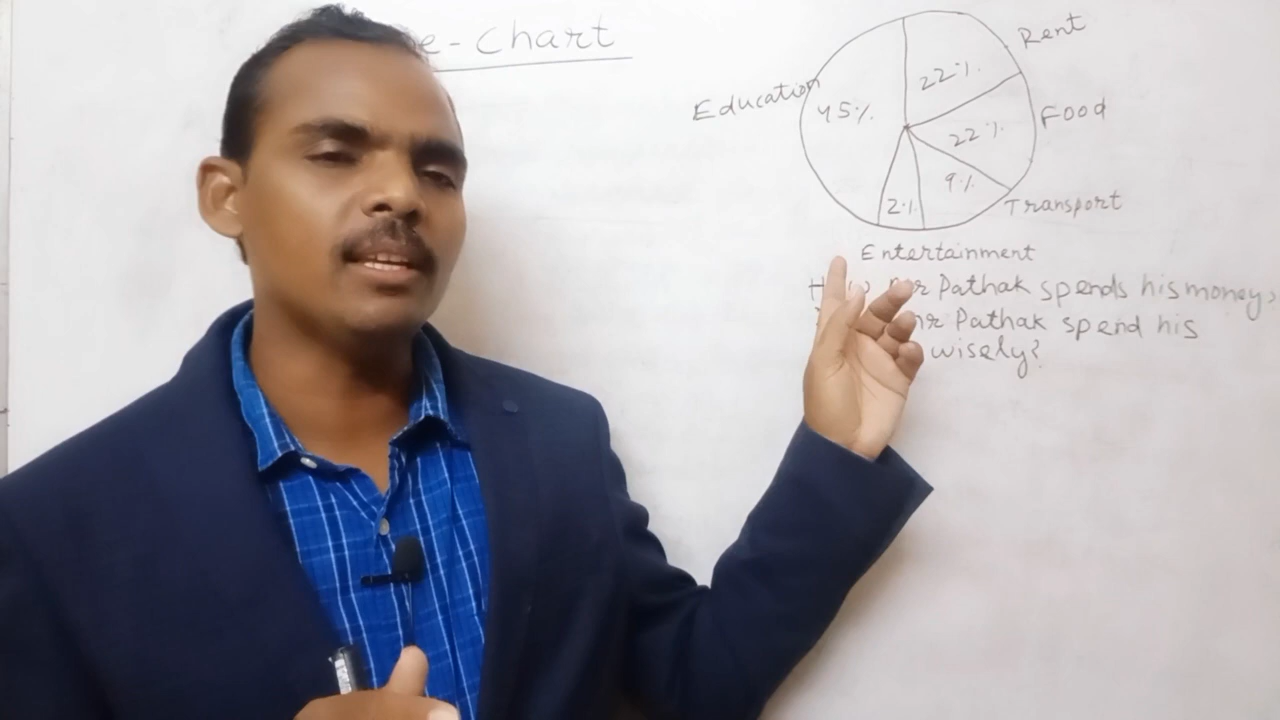 e-Chart
Rent
22%.
Education
45%.
Food
22%.
9%
Transport
2%
Entertainment
Pathak spends his money,
Pathak spend his
wisely?